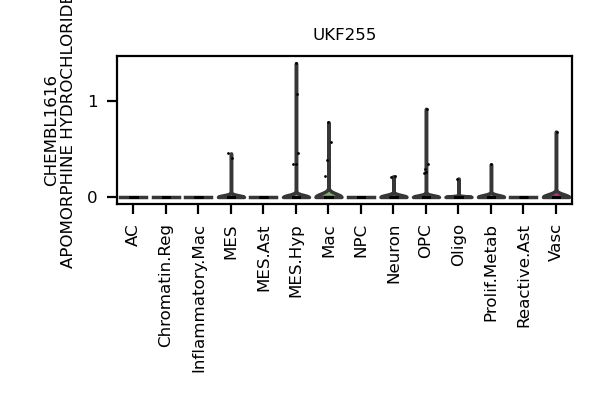 UKF255
CHEMBL1616
APOMORPHINE HYDROCHLORIDE
1
0
AC
Chromatin.Reg
Inflammatory.Mac
MES
MES.Ast
MES.Hyp
Mac
NPC
Neuron
OPC
Oligo
Prolif.Metab
Reactive.Ast
Vasc